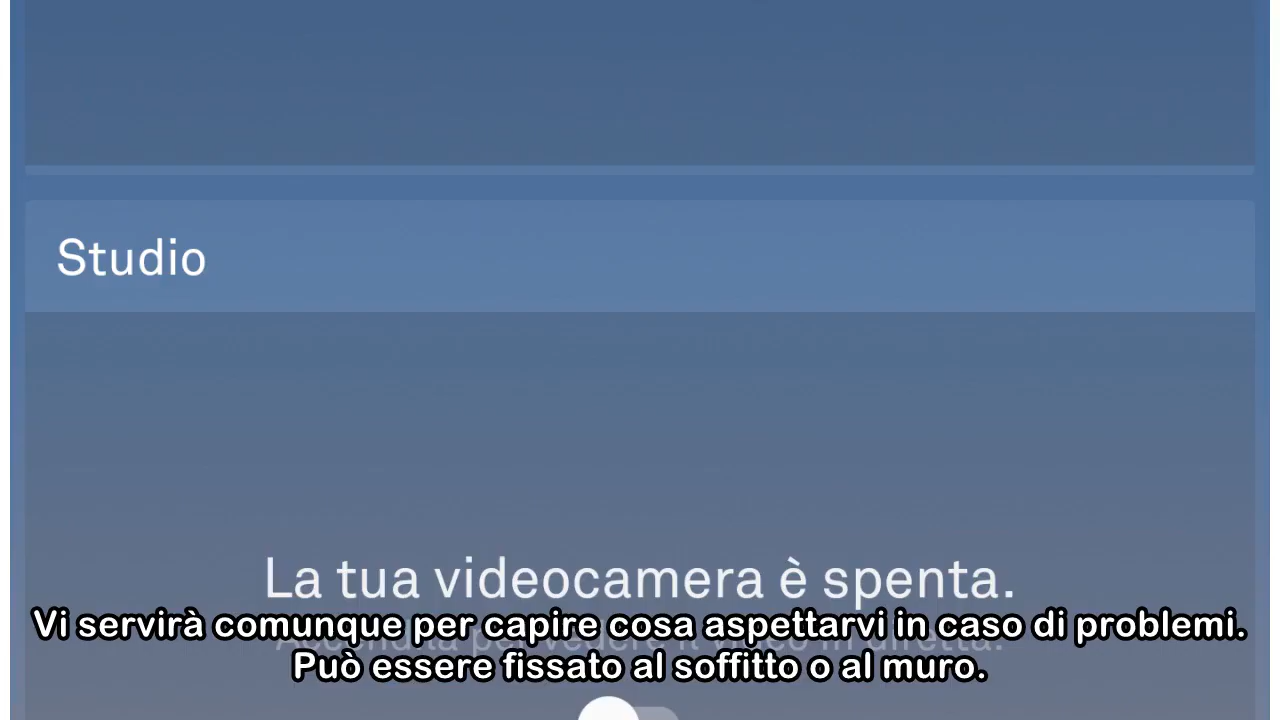 Studio
La tua videocamera è spenta.
Vi servirà comunque per capire cosa aspettarvi in caso di problemi.
Può essere fissato al soffitto o al muro.